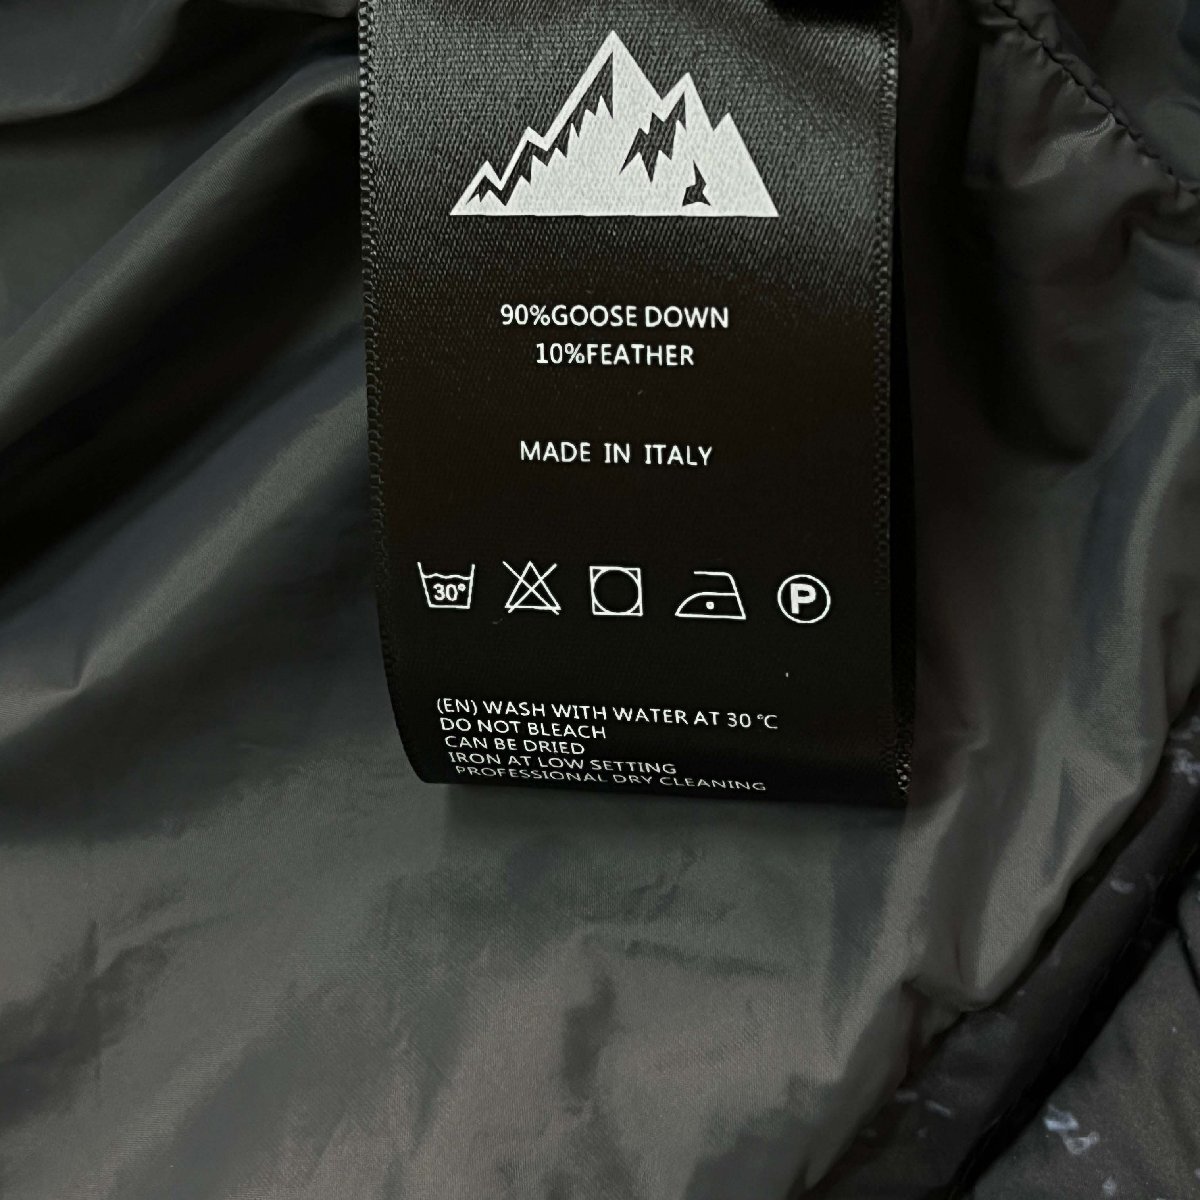 90%GOOSE DOWN
10%FEATHER
MADE IN ITALY
30°
P
(EN) WASH WITH WATER AT 30 °C
DO NOT BLEACH
CAN BE DRIED
IRON AT LOW SETTING
PROFESSIONAL DRY CLEANING